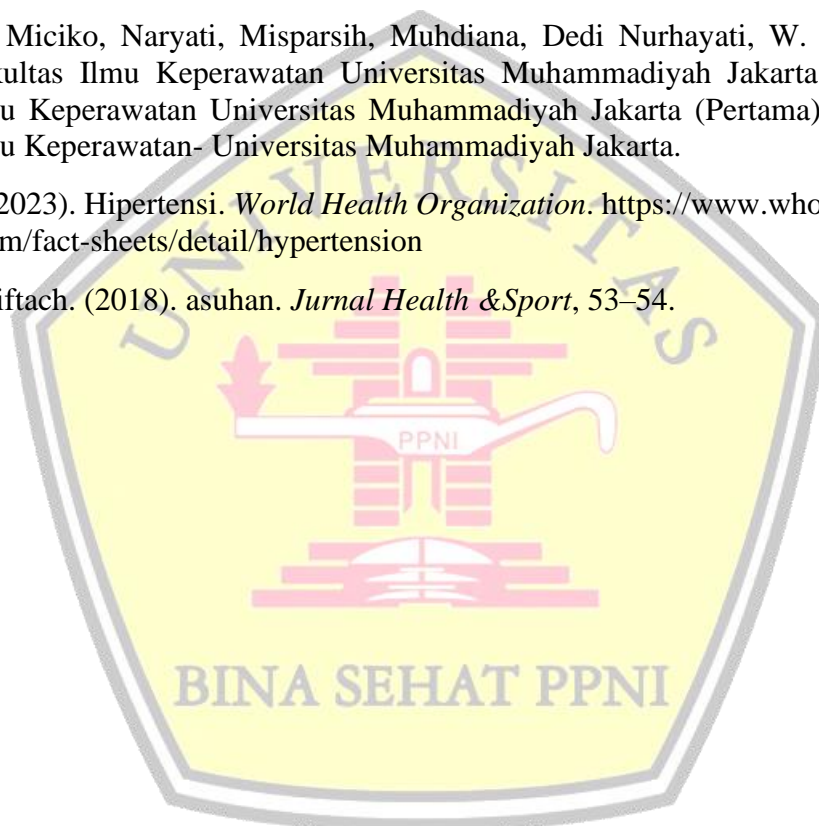 Miciko, Naryati, Misparsih, Muhdiana, Dedi Nurhayati, W.
kultas Ilmu Keperawatan Universitas Muhammadiyah Jakarta
u Keperawatan Universitas Muhammadiyah Jakarta (Pertama)
u Keperawatan- Universitas Muhammadiyah Jakarta.
2023). Hipertensi. World Health Organization. https://www.who
m/fact-sheets/detail/hypertension
iftach. (2018). asuhan. Jurnal Health &Sport, 53–54.
UNIVERSITAS
PPNI
BINA SEHAT PPNI